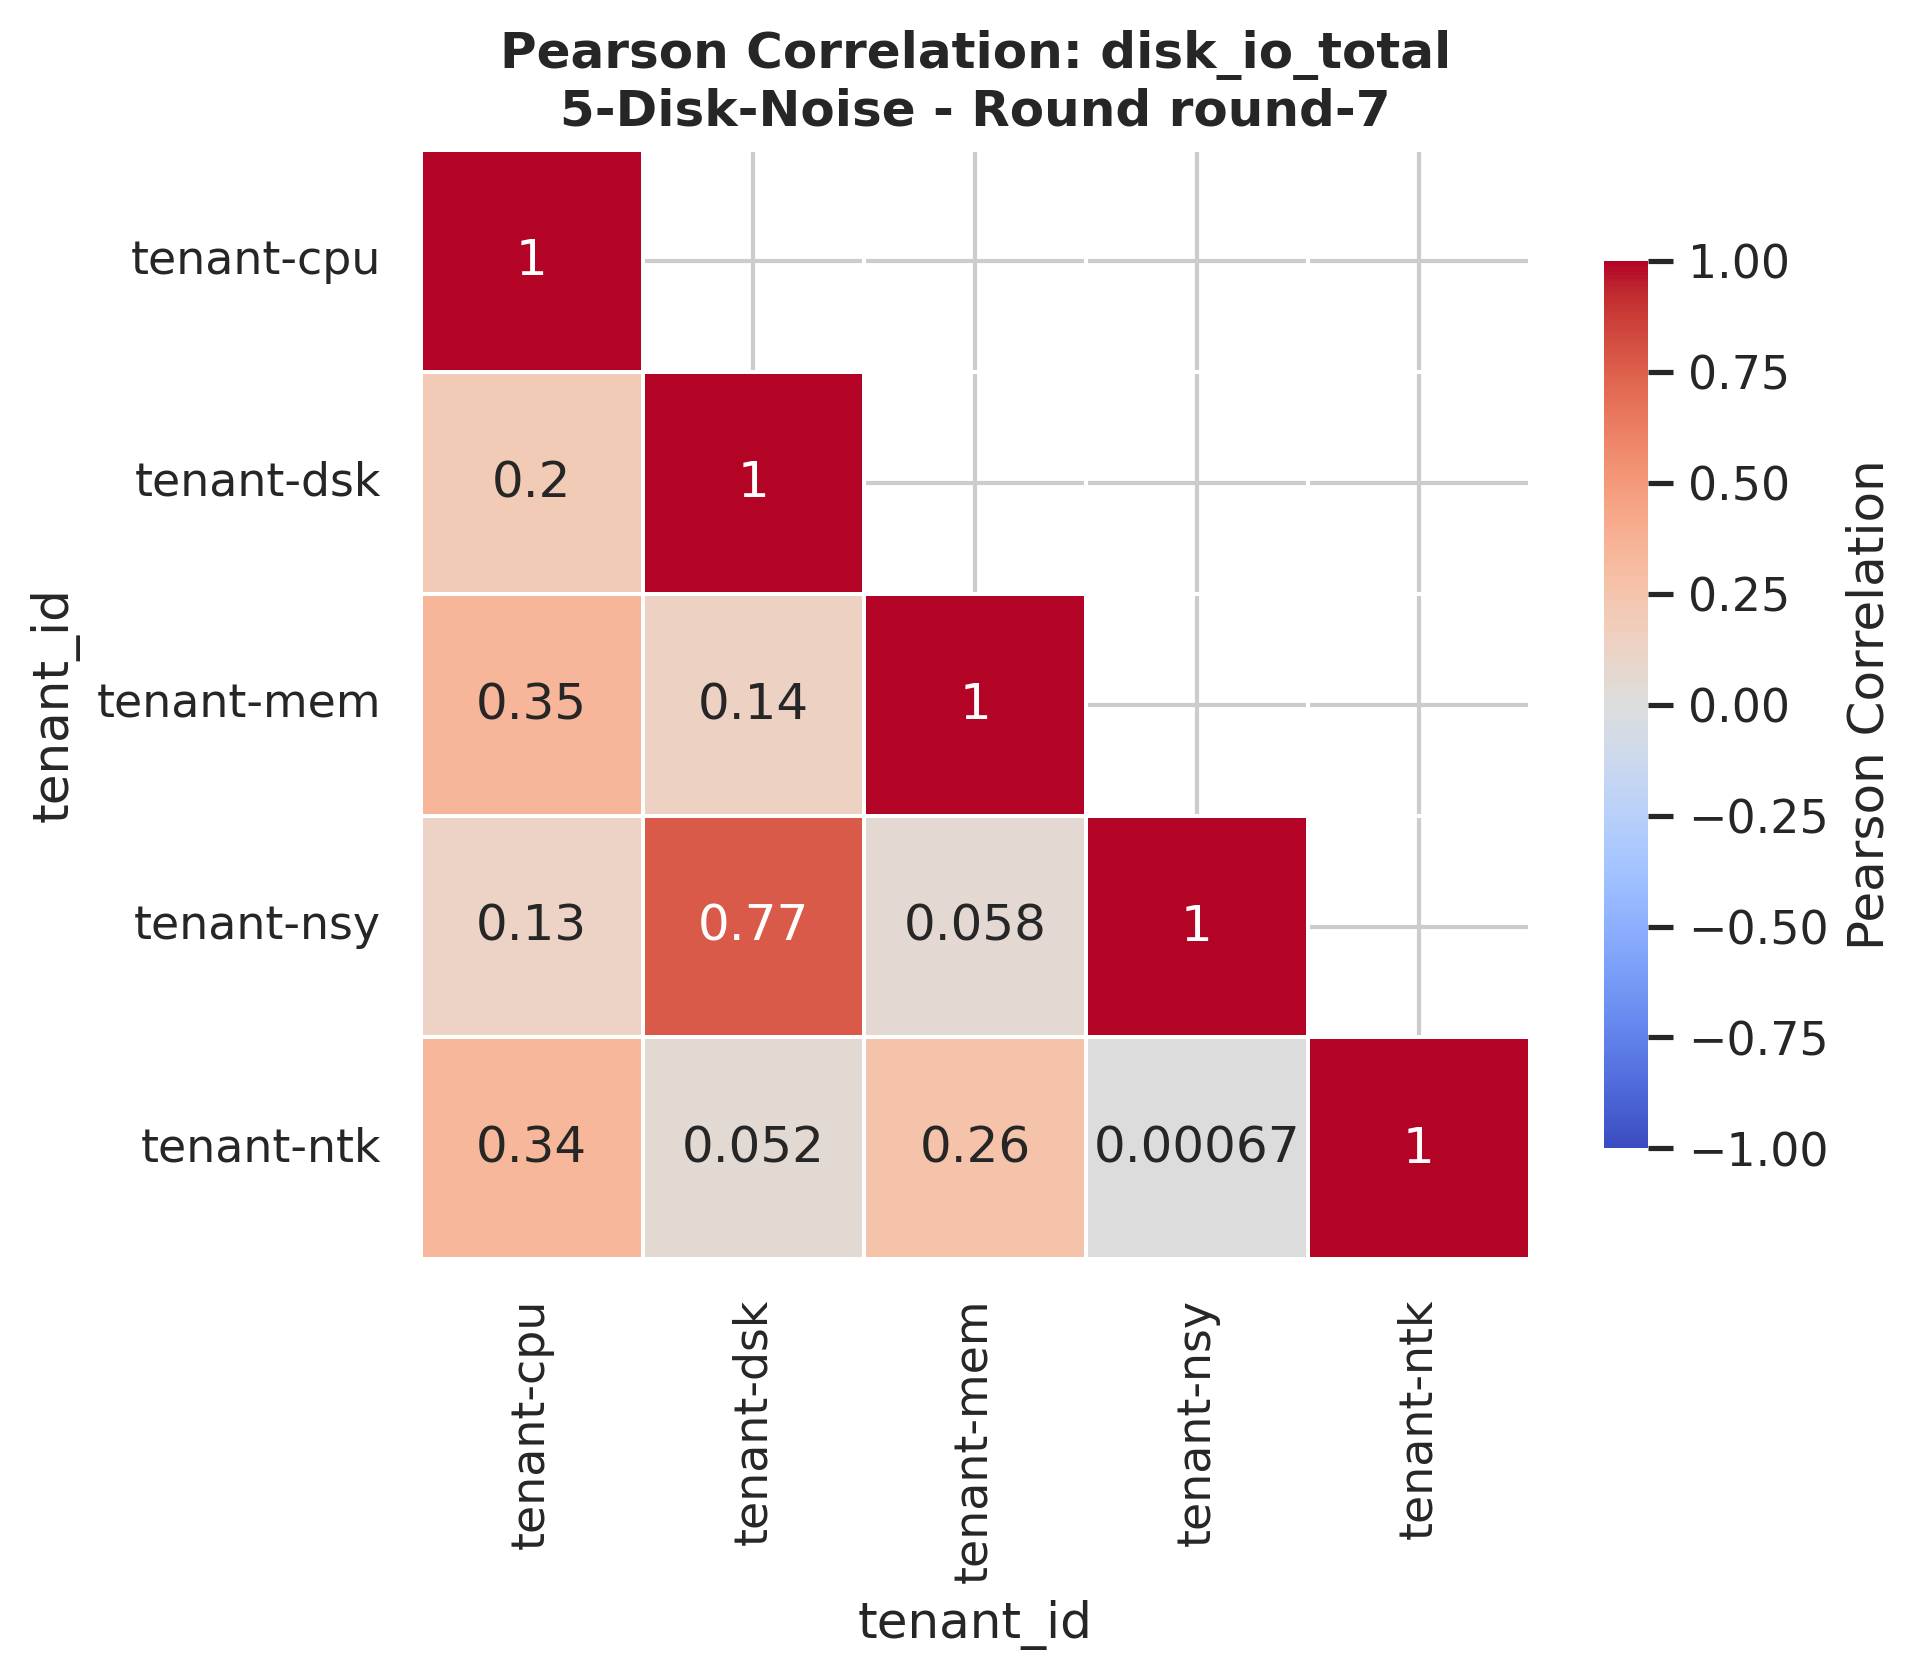 Pearson Correlation: disk_io_total
5-Disk-Noise - Round round-7
tenant_id
tenant-cpu
tenant-dsk
tenant-mem
tenant-nsy
tenant-ntk
1
0.2 1
0.35 0.14 1
0.13 0.77 0.058 1
0.34 0.052 0.26 0.00067 1
tenant-cpu
tenant-dsk
tenant-mem
tenant-nsy
tenant-ntk
tenant_id
1.00
0.75
0.50
0.25
0.00
−0.25
−0.50
−0.75
−1.00
Pearson Correlation